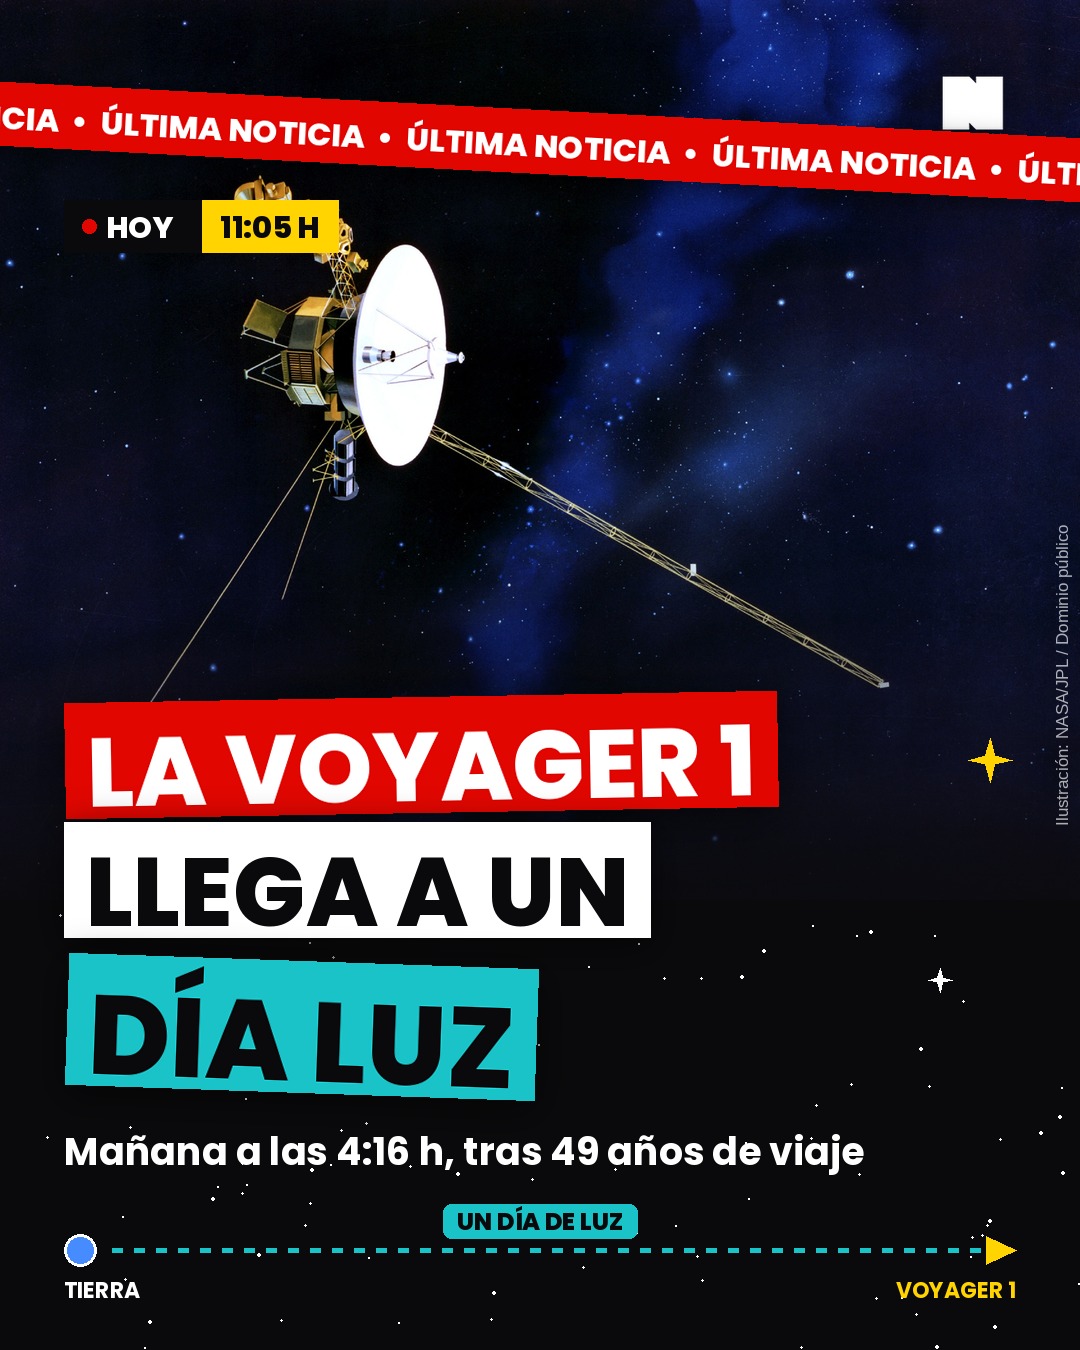 CIA • ÚLTIMA NOTICIA • ÚLTIMA NOTICIA • ÚLTIMA NOTICIA • ÚLTI
N
HOY 11:05 H
LA VOYAGER 1
LLEGA A UN
DÍA LUZ
Mañana a las 4:16 h, tras 49 años de viaje
UN DÍA DE LUZ
TIERRA
VOYAGER 1
Ilustración: NASA/JPL / Dominio público